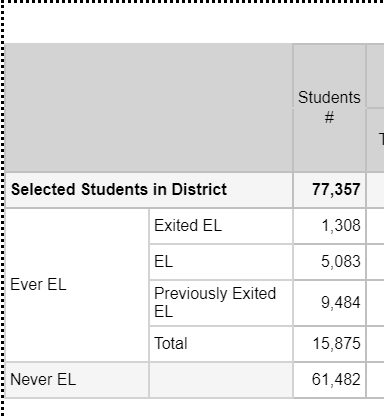 Students
#
T
Selected Students in District 77,357
Ever EL
Exited EL 1,308
EL 5,083
Previously Exited
EL
9,484
Total 15,875
Never EL 61,482